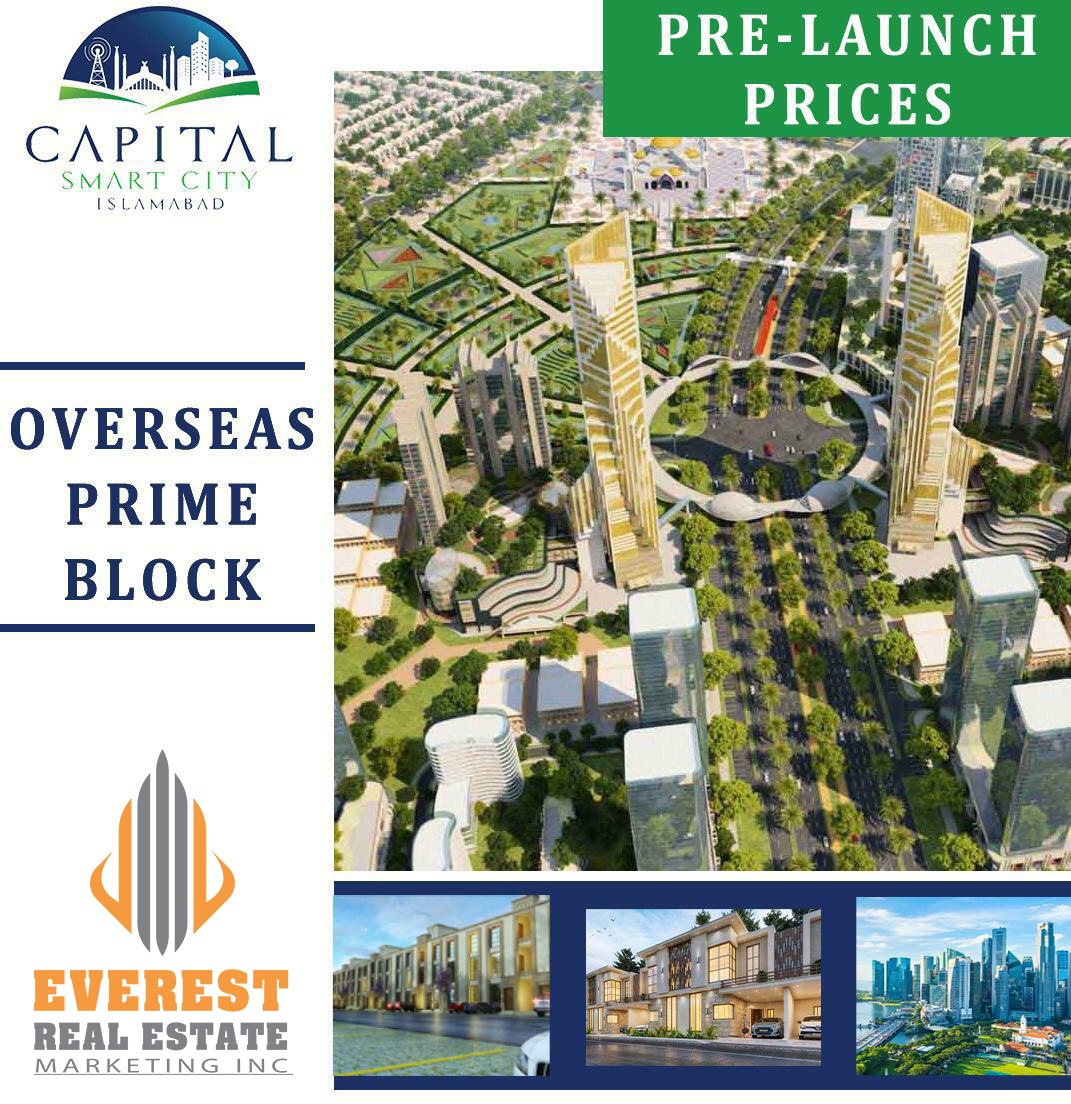 CAPITAL
SMART CITY
ISLAMABAD
PRE-LAUNCH
PRICES
OVERSEAS
PRIME
BLOCK
EVEREST
REAL ESTATE
MARKETING INC